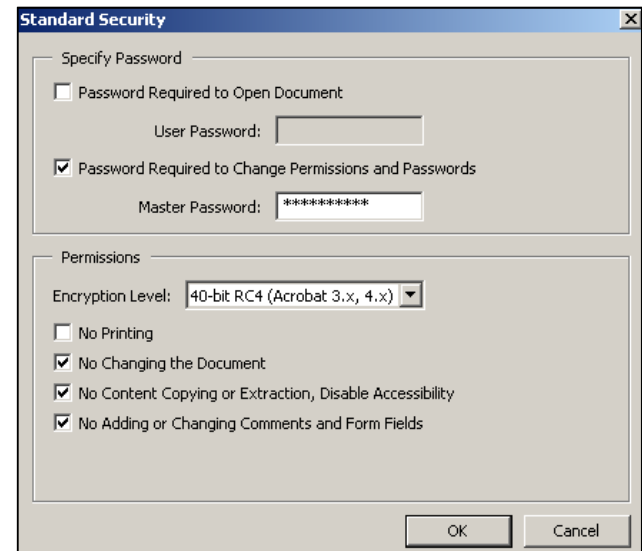 Standard Security
Specify Password
Password Required to Open Document
User Password:
Password Required to Change Permissions and Passwords
Master Password: **********
Permissions
Encryption Level: 40-bit RC4 (Acrobat 3.x, 4.x)
No Printing
No Changing the Document
No Content Copying or Extraction, Disable Accessibility
No Adding or Changing Comments and Form Fields
OK Cancel